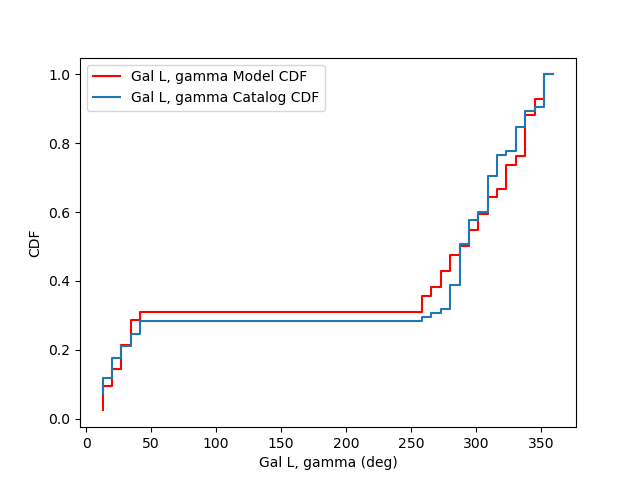 Gal L, gamma Model CDF
Gal L, gamma Catalog CDF
1.0
0.8
0.6
0.4
0.2
0.0
CDF
0 50 100 150 200 250 300 350
Gal L, gamma (deg)